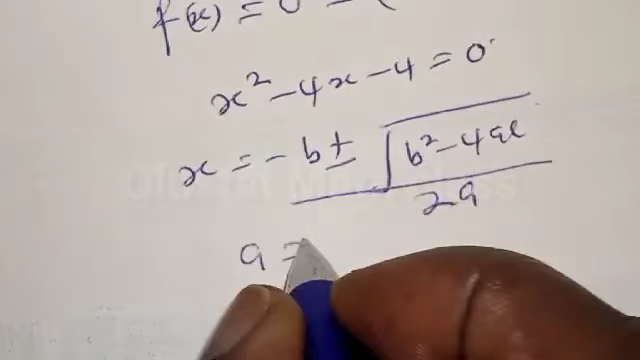 f(x) = 0
x² - 4x - 4 = 0
x = -b ± √(b² - 4ac) / 2a
a =